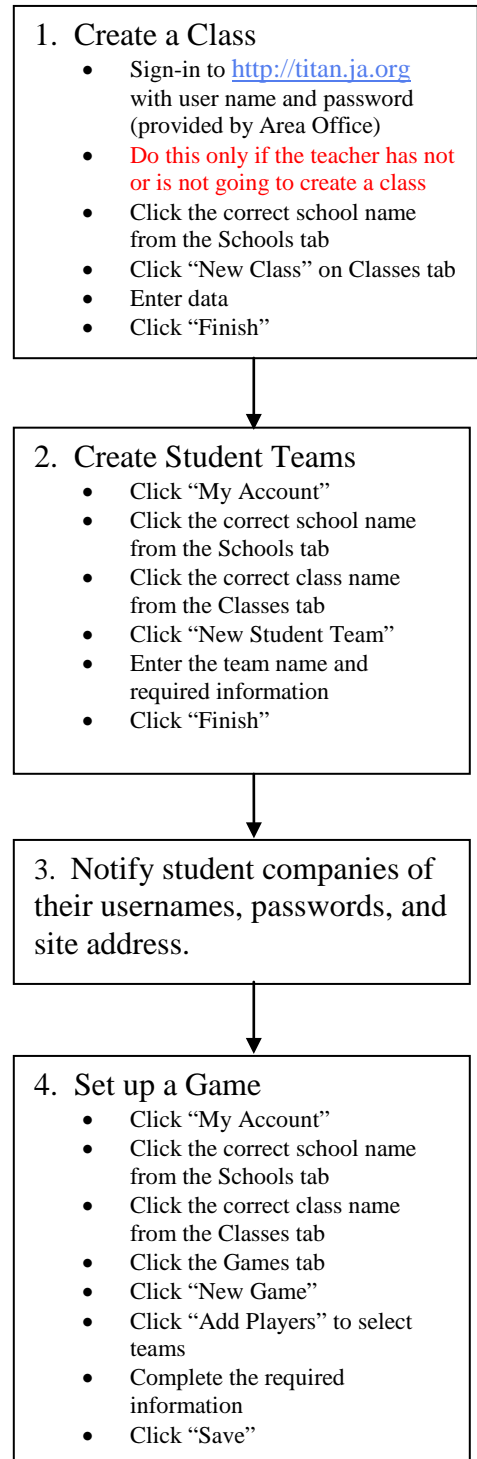 1. Create a Class
• Sign-in to http://titan.ja.org
with user name and password
(provided by Area Office)
• Do this only if the teacher has not
or is not going to create a class
• Click the correct school name
from the Schools tab
• Click “New Class” on Classes tab
• Enter data
• Click “Finish”
2. Create Student Teams
• Click “My Account”
• Click the correct school name
from the Schools tab
• Click the correct class name
from the Classes tab
• Click “New Student Team”
• Enter the team name and
required information
• Click “Finish”
3. Notify student companies of
their usernames, passwords, and
site address.
4. Set up a Game
• Click “My Account”
• Click the correct school name
from the Schools tab
• Click the correct class name
from the Classes tab
• Click the Games tab
• Click “New Game”
• Click “Add Players” to select
teams
• Complete the required
information
• Click “Save”